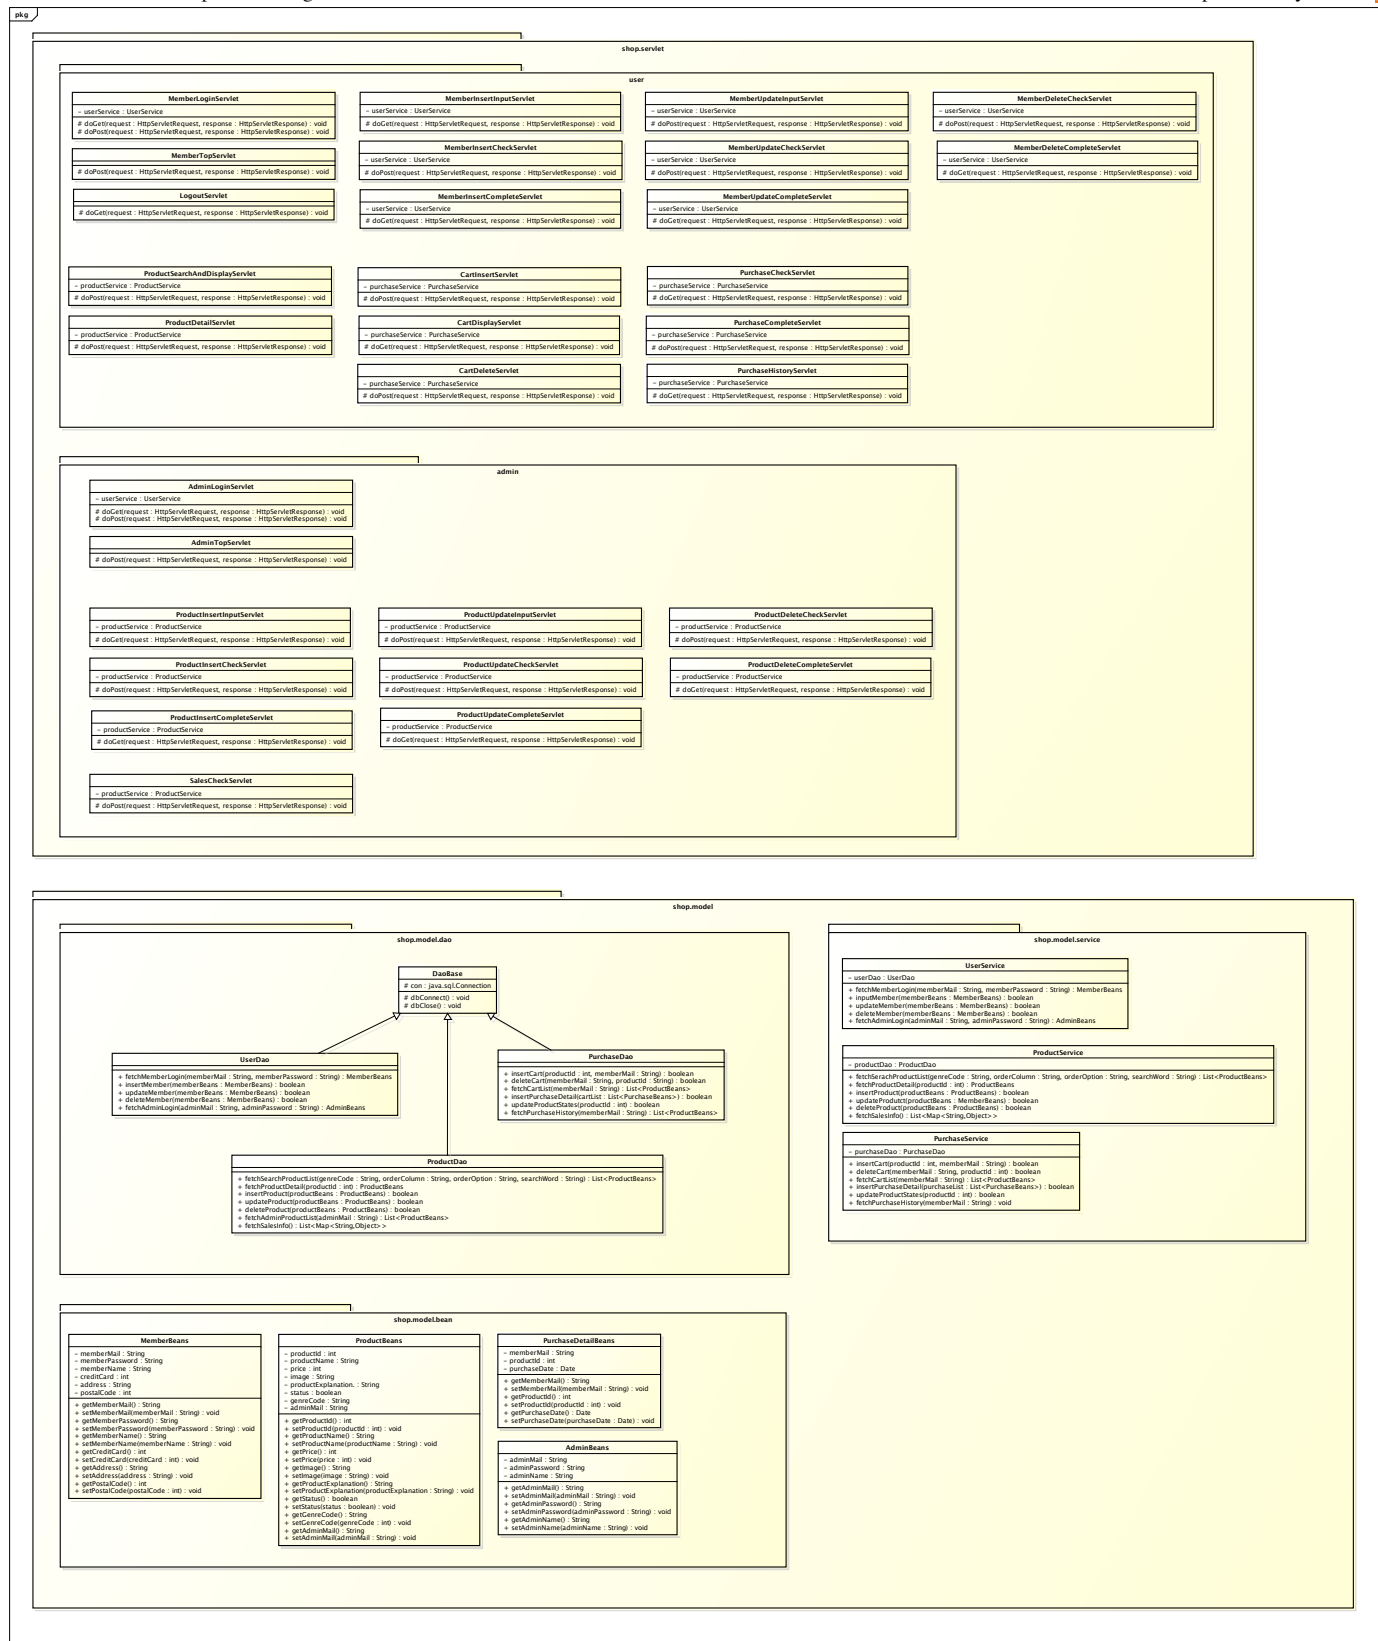 pkg
shop.servlet
user
MemberLoginServlet
- userService : UserService
# doGet(request : HttpServletRequest, response : HttpServletResponse) : void
# doPost(request : HttpServletRequest, response : HttpServletResponse) : void
MemberTopServlet
# doPost(request : HttpServletRequest, response : HttpServletResponse) : void
LogoutServlet
# doGet(request : HttpServletRequest, response : HttpServletResponse) : void
MemberInsertInputServlet
- userService : UserService
# doGet(request : HttpServletRequest, response : HttpServletResponse) : void
MemberInsertCheckServlet
- userService : UserService
# doPost(request : HttpServletRequest, response : HttpServletResponse) : void
MemberInsertCompleteServlet
- userService : UserService
# doGet(request : HttpServletRequest, response : HttpServletResponse) : void
MemberUpdateInputServlet
- userService : UserService
# doPost(request : HttpServletRequest, response : HttpServletResponse) : void
MemberUpdateCheckServlet
- userService : UserService
# doPost(request : HttpServletRequest, response : HttpServletResponse) : void
MemberUpdateCompleteServlet
- userService : UserService
# doGet(request : HttpServletRequest, response : HttpServletResponse) : void
MemberDeleteCheckServlet
- userService : UserService
# doPost(request : HttpServletRequest, response : HttpServletResponse) : void
MemberDeleteCompleteServlet
- userService : UserService
# doGet(request : HttpServletRequest, response : HttpServletResponse) : void
ProductSearchAndDisplayServlet
- productService : ProductService
# doPost(request : HttpServletRequest, response : HttpServletResponse) : void
ProductDetailServlet
- productService : ProductService
# doPost(request : HttpServletRequest, response : HttpServletResponse) : void
CartInsertServlet
- purchaseService : PurchaseService
# doPost(request : HttpServletRequest, response : HttpServletResponse) : void
CartDisplayServlet
- purchaseService : PurchaseService
# doGet(request : HttpServletRequest, response : HttpServletResponse) : void
CartDeleteServlet
- purchaseService : PurchaseService
# doPost(request : HttpServletRequest, response : HttpServletResponse) : void
PurchaseCheckServlet
- purchaseService : PurchaseService
# doGet(request : HttpServletRequest, response : HttpServletResponse) : void
PurchaseCompleteServlet
- purchaseService : PurchaseService
# doPost(request : HttpServletRequest, response : HttpServletResponse) : void
PurchaseHistoryServlet
- purchaseService : PurchaseService
# doGet(request : HttpServletRequest, response : HttpServletResponse) : void
admin
AdminLoginServlet
- userService : UserService
# doGet(request : HttpServletRequest, response : HttpServletResponse) : void
# doPost(request : HttpServletRequest, response : HttpServletResponse) : void
AdminTopServlet
# doPost(request : HttpServletRequest, response : HttpServletResponse) : void
ProductInsertInputServlet
- productService : ProductService
# doGet(request : HttpServletRequest, response : HttpServletResponse) : void
ProductInsertCheckServlet
- productService : ProductService
# doPost(request : HttpServletRequest, response : HttpServletResponse) : void
ProductInsertCompleteServlet
- productService : ProductService
# doGet(request : HttpServletRequest, response : HttpServletResponse) : void
ProductUpdateInputServlet
- productService : ProductService
# doPost(request : HttpServletRequest, response : HttpServletResponse) : void
ProductUpdateCheckServlet
- productService : ProductService
# doPost(request : HttpServletRequest, response : HttpServletResponse) : void
ProductUpdateCompleteServlet
- productService : ProductService
# doGet(request : HttpServletRequest, response : HttpServletResponse) : void
ProductDeleteCheckServlet
- productService : ProductService
# doPost(request : HttpServletRequest, response : HttpServletResponse) : void
ProductDeleteCompleteServlet
- productService : ProductService
# doGet(request : HttpServletRequest, response : HttpServletResponse) : void
SalesCheckServlet
- productService : ProductService
# doPost(request : HttpServletRequest, response : HttpServletResponse) : void
shop.model
shop.model.dao
DaoBase
# con : java.sql.Connection
# dbConnect() : void
# dbClose() : void
UserDao
+ fetchMemberLogin(memberMail : String, memberPassword : String) : MemberBeans
+ insertMember(memberBeans : MemberBeans) : boolean
+ updateMember(memberBeans : MemberBeans) : boolean
+ deleteMember(memberBeans : MemberBeans) : boolean
+ fetchAdminLogin(adminMail : String, adminPassword : String) : AdminBeans
PurchaseDao
+ insertCart(productId : int, memberMail : String) : boolean
+ deleteCart(memberMail : String, productId : String) : boolean
+ fetchCartList(memberMail : String) : List<ProductBeans>
+ insertPurchaseDetail(cartList : List<PurchaseBeans>) : boolean
+ updateProductStates(productId : int) : boolean
+ fetchPurchaseHistory(memberMail : String) : List<ProductBeans>
ProductDao
+ fetchSearchProductList(genreCode : String, orderColumn : String, orderOption : String, searchWord : String) : List<ProductBeans>
+ fetchProductDetail(productId : int) : ProductBeans
+ insertProduct(productBeans : ProductBeans) : boolean
+ updateProduct(productBeans : ProductBeans) : boolean
+ deleteProduct(productBeans : ProductBeans) : boolean
+ fetchAdminProductList(adminMail : String) : List<ProductBeans>
+ fetchSalesInfo() : List<Map<String,Object>>
shop.model.service
UserService
- userDao : UserDao
+ fetchMemberLogin(memberMail : String, memberPassword : String) : MemberBeans
+ inputMember(memberBeans : MemberBeans) : boolean
+ updateMember(memberBeans : MemberBeans) : boolean
+ deleteMember(memberBeans : MemberBeans) : boolean
+ fetchAdminLogin(adminMail : String, adminPassword : String) : AdminBeans
ProductService
- productDao : ProductDao
+ fetchSerachProductList(genreCode : String, orderColumn : String, orderOption : String, searchWord : String) : List<ProductBeans>
+ fetchProductDetail(productId : int) : ProductBeans
+ insertProduct(productBeans : ProductBeans) : boolean
+ updateProdutct(productBeans : MemberBeans) : boolean
+ deleteProduct(productBeans : ProductBeans) : boolean
+ fetchSalesInfo() : List<Map<String,Object>>
PurchaseService
- purchaseDao : PurchaseDao
+ insertCart(productId : int, memberMail : String) : boolean
+ deleteCart(memberMail : String, productId : int) : boolean
+ fetchCartList(memberMail : String) : List<ProductBeans>
+ insertPurchaseDetail(purchaseList : List<PurchaseBeans>) : boolean
+ updateProductStates(productId : int) : boolean
+ fetchPurchaseHistory(memberMail : String) : void
shop.model.bean
MemberBeans
- memberMail : String
- memberPassword : String
- memberName : String
- creditCard : int
- address : String
- postalCode : int
+ getMemberMail() : String
+ setMemberMail(memberMail : String) : void
+ getMemberPassword() : String
+ setMemberPassword(memberPassword : String) : void
+ getMemberName() : String
+ setMemberName(memberName : String) : void
+ getCreditCard() : int
+ setCreditCard(creditCard : int) : void
+ getAddress() : String
+ setAddress(address : String) : void
+ getPostalCode() : int
+ setPostalCode(postalCode : int) : void
ProductBeans
- productId : int
- productName : String
- price : int
- image : String
- productExplanation. : String
- status : boolean
- genreCode : String
- adminMail : String
+ getProductId() : int
+ setProductId(productId : int) : void
+ getProductName() : String
+ setProductName(productName : String) : void
+ getPrice() : int
+ setPrice(price : int) : void
+ getImage() : String
+ setImage(image : String) : void
+ getProductExplanation() : String
+ setProductExplanation(productExplanation : String) : void
+ getStatus() : boolean
+ setStatus(status : boolean) : void
+ getGenreCode() : String
+ setGenreCode(genreCode : int) : void
+ getAdminMail() : String
+ setAdminMail(adminMail : String) : void
PurchaseDetailBeans
- memberMail : String
- productId : int
- purchaseDate : Date
+ getMemberMail() : String
+ setMemberMail(memberMail : String) : void
+ getProductId() : int
+ setProductId(productId : int) : void
+ getPurchaseDate() : Date
+ setPurchaseDate(purchaseDate : Date) : void
AdminBeans
- adminMail : String
- adminPassword : String
- adminName : String
+ getAdminMail() : String
+ setAdminMail(adminMail : String) : void
+ getAdminPassword() : String
+ setAdminPassword(adminPassword : String) : void
+ getAdminName() : String
+ setAdminName(adminName : String) : void